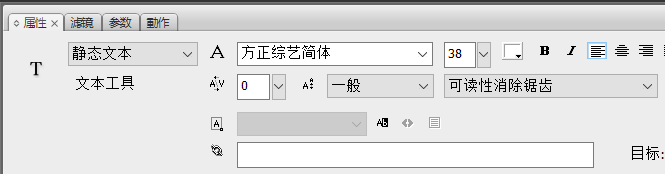 属性 × 滤镜 参数 動作
T 静态文本 A 方正综艺简体 38 B I
文本工具 A|V 0 一般 可读性消除锯齿
目标: